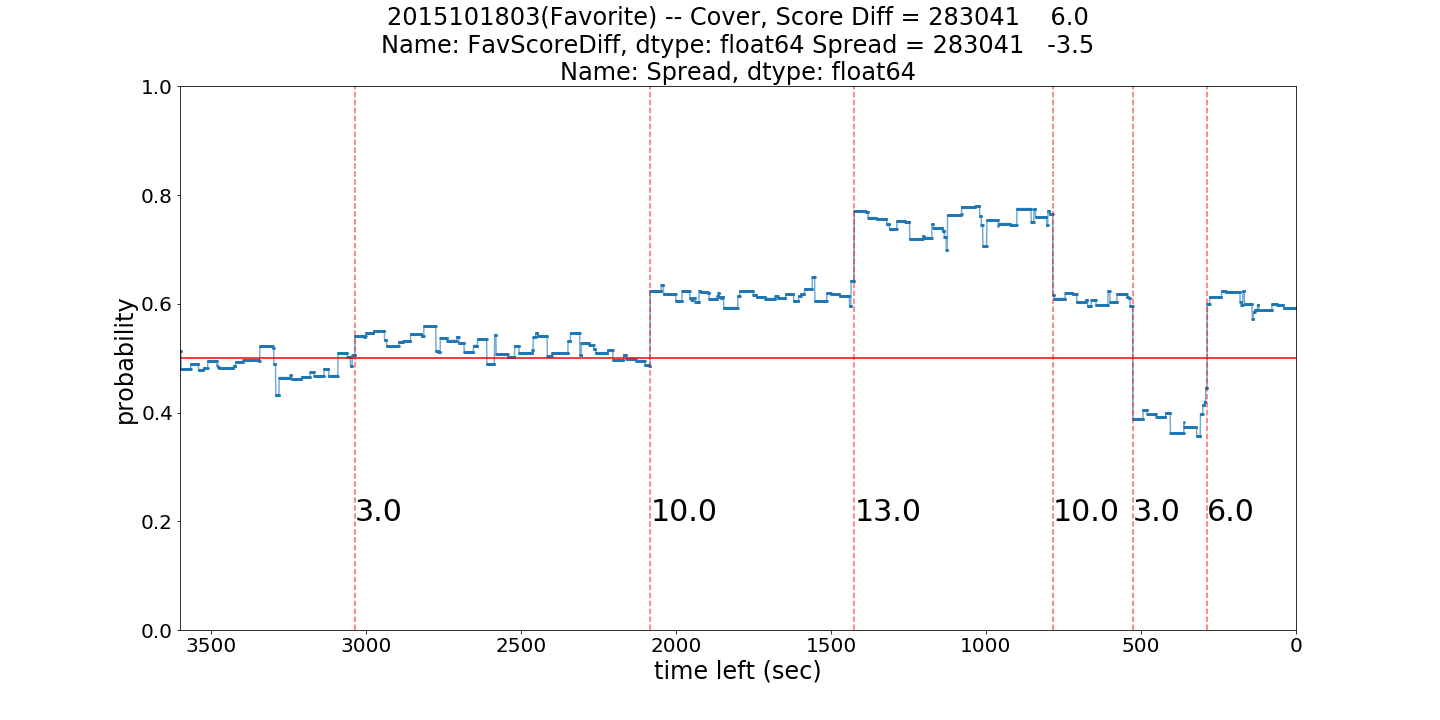 2015101803(Favorite) -- Cover, Score Diff = 283041    6.0
Name: FavScoreDiff, dtype: float64 Spread = 283041   -3.5
Name: Spread, dtype: float64
1.0
0.8
0.6
0.4
0.2
0.0
probability
3.0
10.0
13.0
10.0
3.0
6.0
3500 3000 2500 2000 1500 1000 500 0
time left (sec)